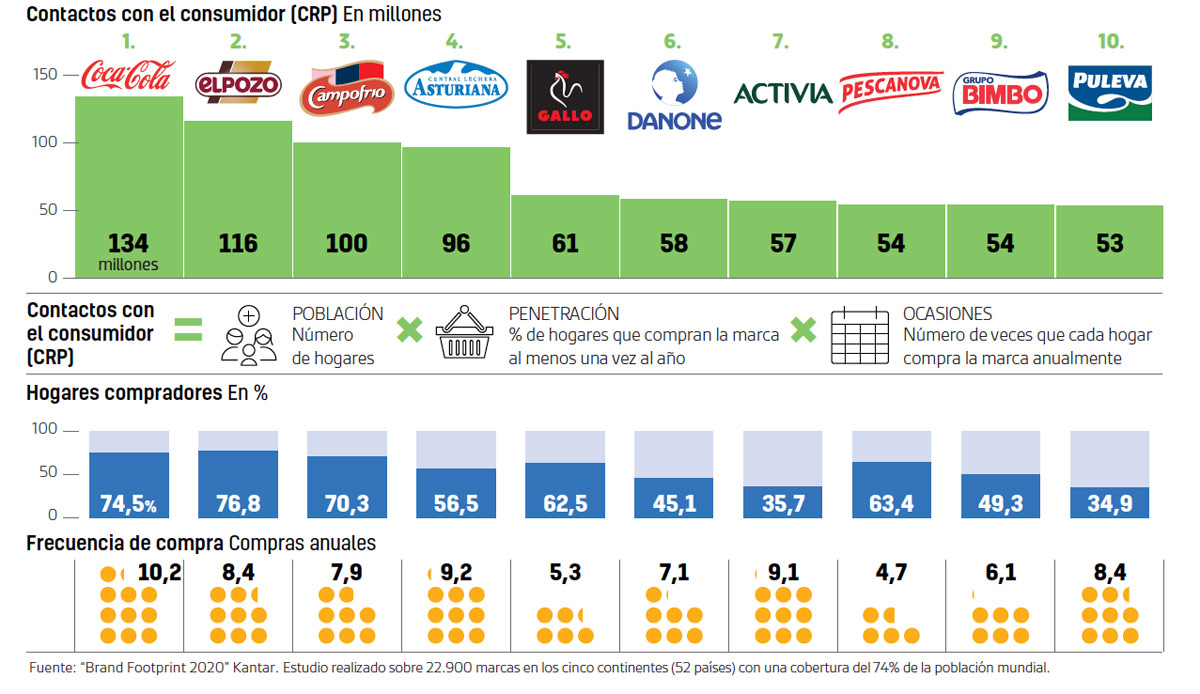 Contactos con el consumidor (CRP) En millones
1. 2. 3. 4. 5. 6. 7. 8. 9. 10.
150
Coca-Cola
ELPOZO
Campofrío
CENTRAL LECHERA
ASTURIANA
GALLO
DANONE
ACTIVIA
PESCANOVA
GRUPO
BIMBO
PULEVA
100
50
0
134 116 100 96 61 58 57 54 54 53
millones
Contactos con
el consumidor
(CRP)
=
POBLACIÓN
Número
de hogares
×
PENETRACIÓN
% de hogares que compran la marca
al menos una vez al año
×
OCASIONES
Número de veces que cada hogar
compra la marca anualmente
Hogares compradores En %
100
50
0
74,5% 76,8 70,3 56,5 62,5 45,1 35,7 63,4 49,3 34,9
Frecuencia de compra Compras anuales
10,2 8,4 7,9 9,2 5,3 7,1 9,1 4,7 6,1 8,4
Fuente: "Brand Footprint 2020" Kantar. Estudio realizado sobre 22.900 marcas en los cinco continentes (52 países) con una cobertura del 74% de la población mundial.